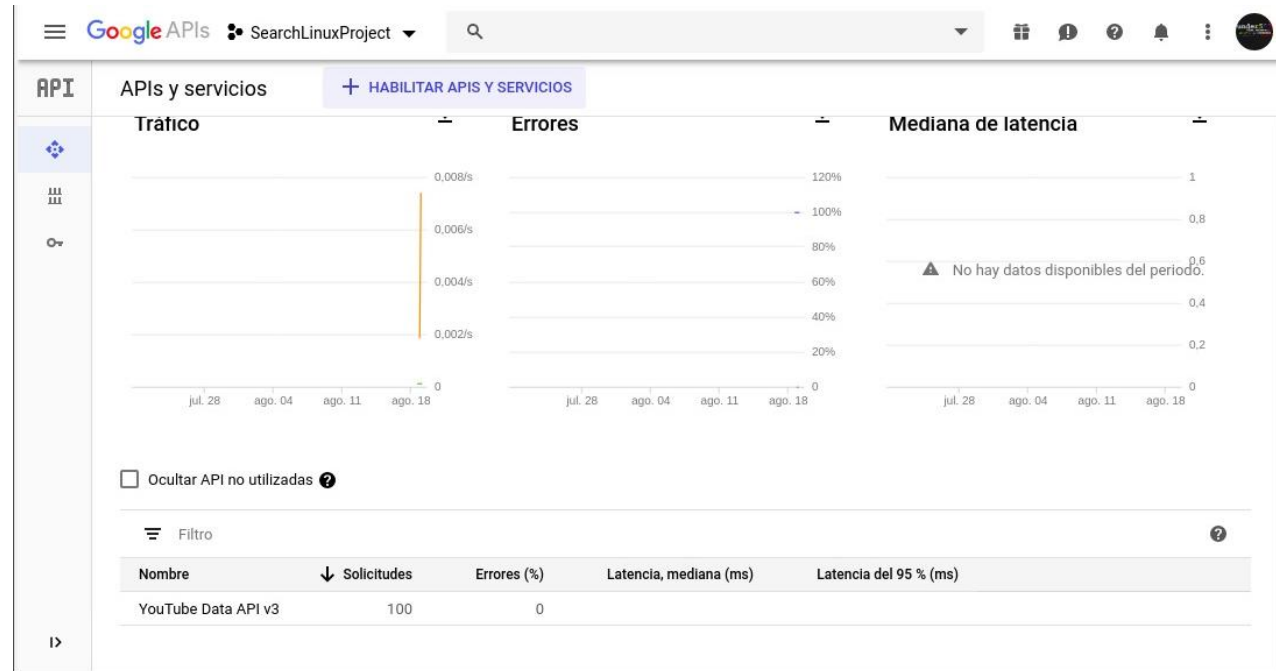 Google APIs SearchLinuxProject
API APIs y servicios + HABILITAR APIS Y SERVICIOS
Tráfico Errores Mediana de latencia
0,008/s
0,006/s
0,004/s
0,002/s
0
jul. 28 ago. 04 ago. 11 ago. 18
120%
100%
80%
60%
40%
20%
0
jul. 28 ago. 04 ago. 11 ago. 18
1
0,8
0,6
No hay datos disponibles del periodo.
0,4
0,2
0
jul. 28 ago. 04 ago. 11 ago. 18
Ocultar API no utilizadas
Filtro
Nombre Solicitudes Errores (%) Latencia, mediana (ms) Latencia del 95 % (ms)
YouTube Data API v3 100 0